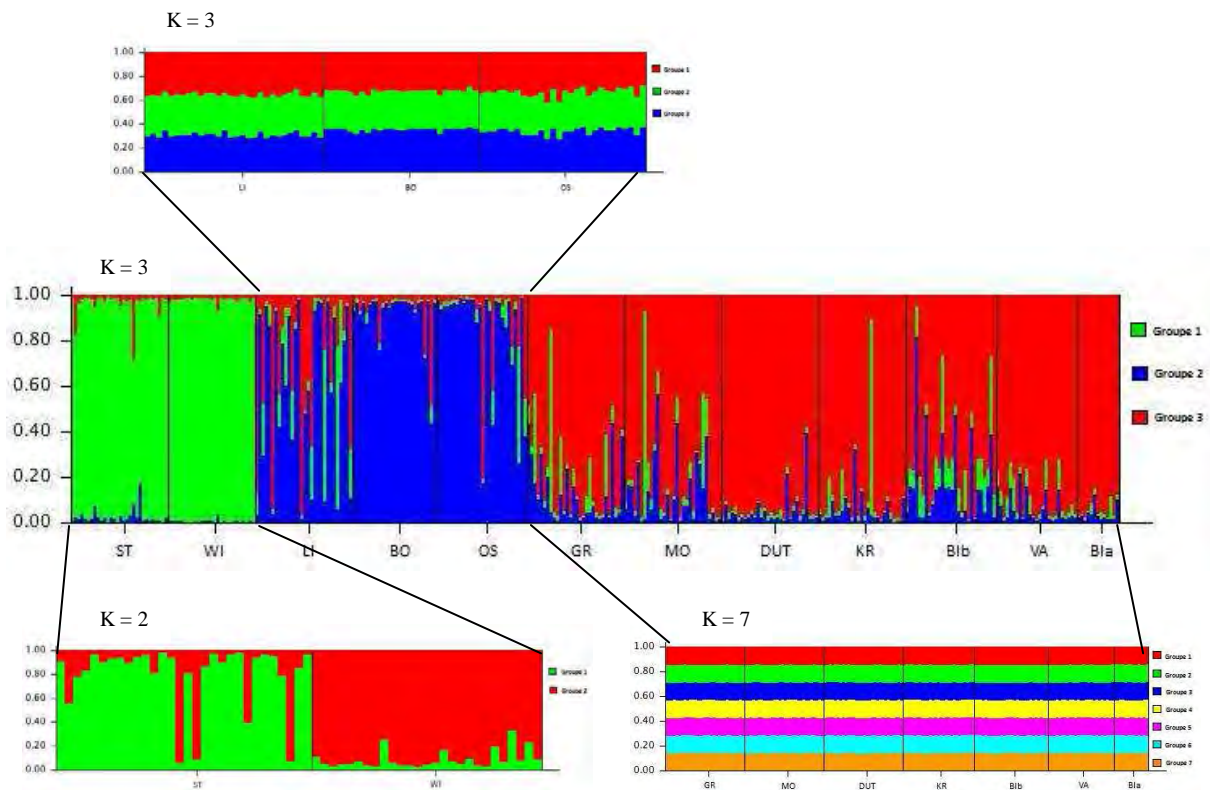 K = 3
1.00
0.80
0.60
0.40
0.20
0.00
Groupe 1
Groupe 2
Groupe 3
LI BO OS
K = 3
1.00
0.80
0.60
0.40
0.20
0.00
Groupe 1
Groupe 2
Groupe 3
ST WI LI BO OS GR MO DUT KR BIb VA BIa
K = 2
1.00
0.80
0.60
0.40
0.20
0.00
Groupe 1
Groupe 2
ST WI
K = 7
1.00
0.80
0.60
0.40
0.20
0.00
Groupe 1
Groupe 2
Groupe 3
Groupe 4
Groupe 5
Groupe 6
Groupe 7
GR MO DUT KR BIb VA BIa